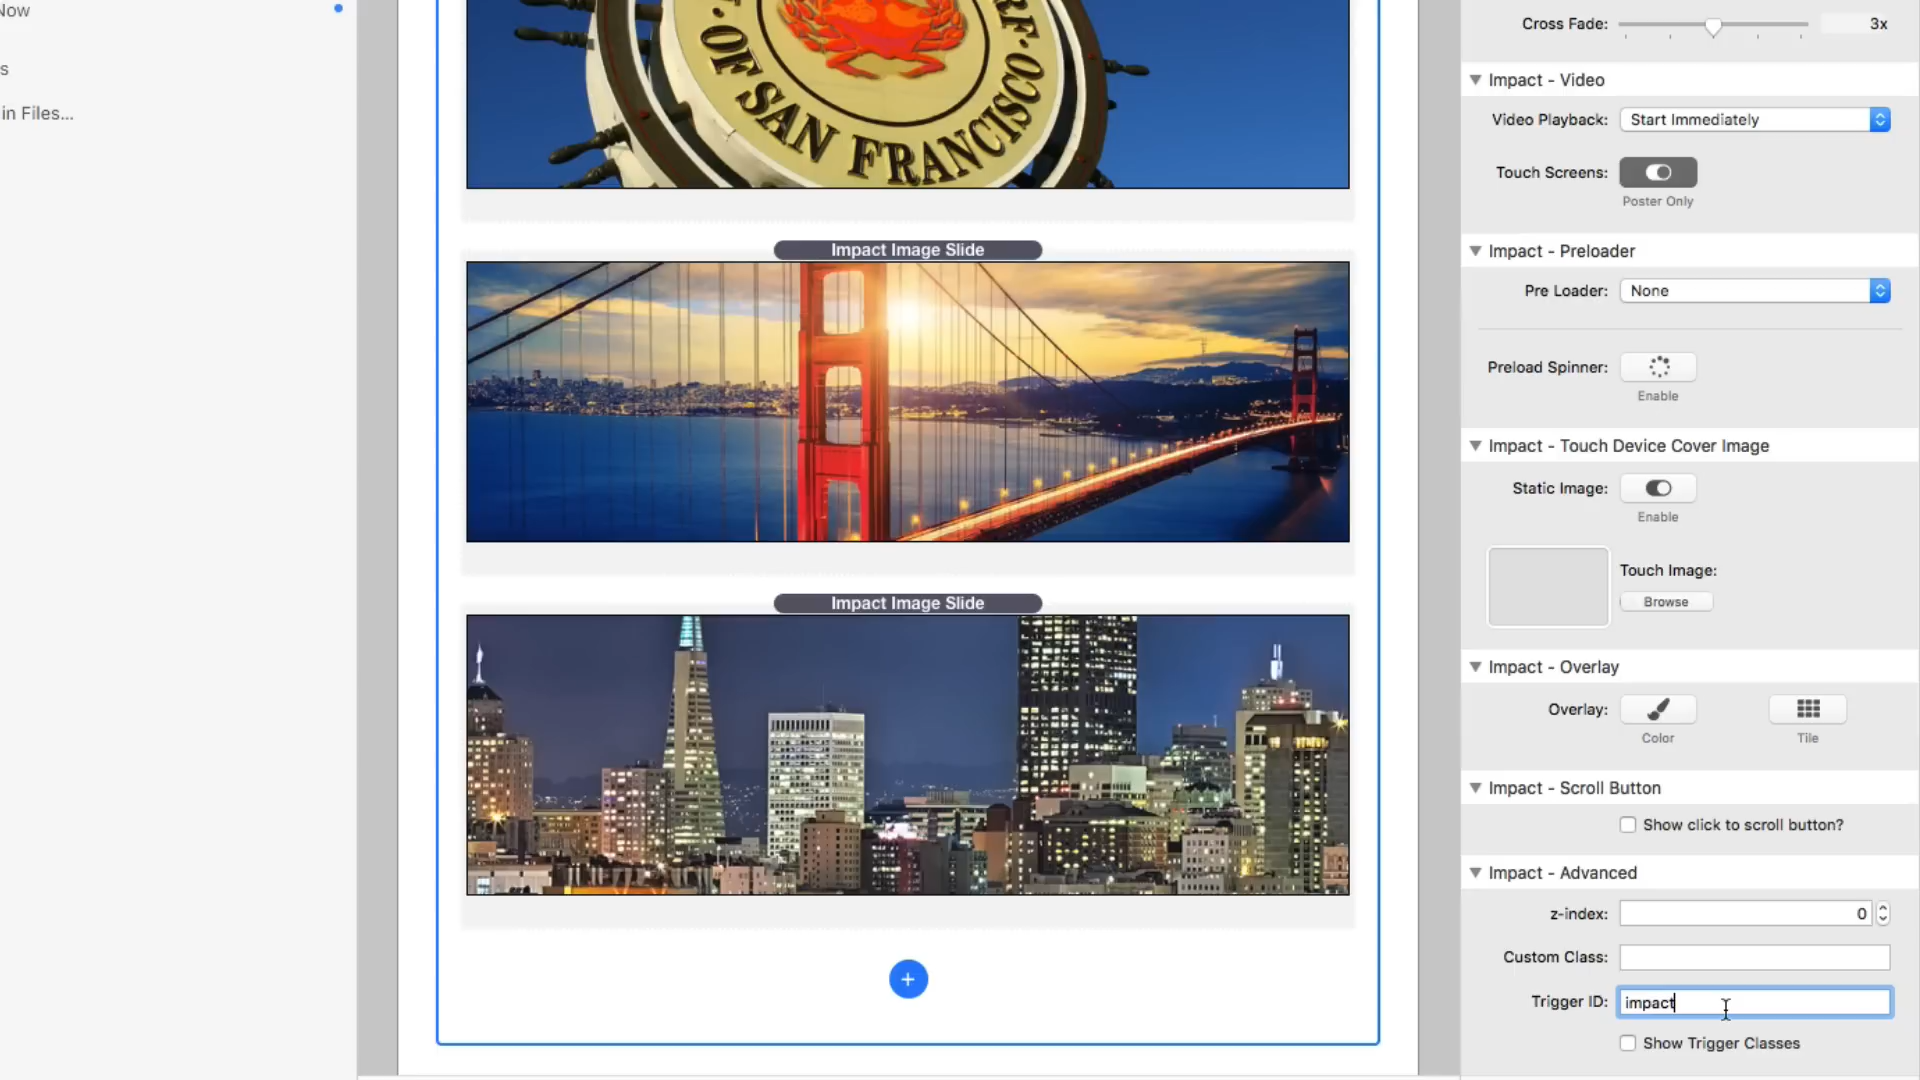 Now
s
in Files...
· OF SAN FRANCISCO ·
Impact Image Slide
Impact Image Slide
Cross Fade: 3x
Impact - Video
Video Playback: Start Immediately
Touch Screens:
Poster Only
Impact - Preloader
Pre Loader: None
Preload Spinner:
Enable
Impact - Touch Device Cover Image
Static Image:
Enable
Touch Image:
Browse
Impact - Overlay
Overlay:
Color Tile
Impact - Scroll Button
Show click to scroll button?
Impact - Advanced
z-index: 0
Custom Class:
Trigger ID: impact
Show Trigger Classes